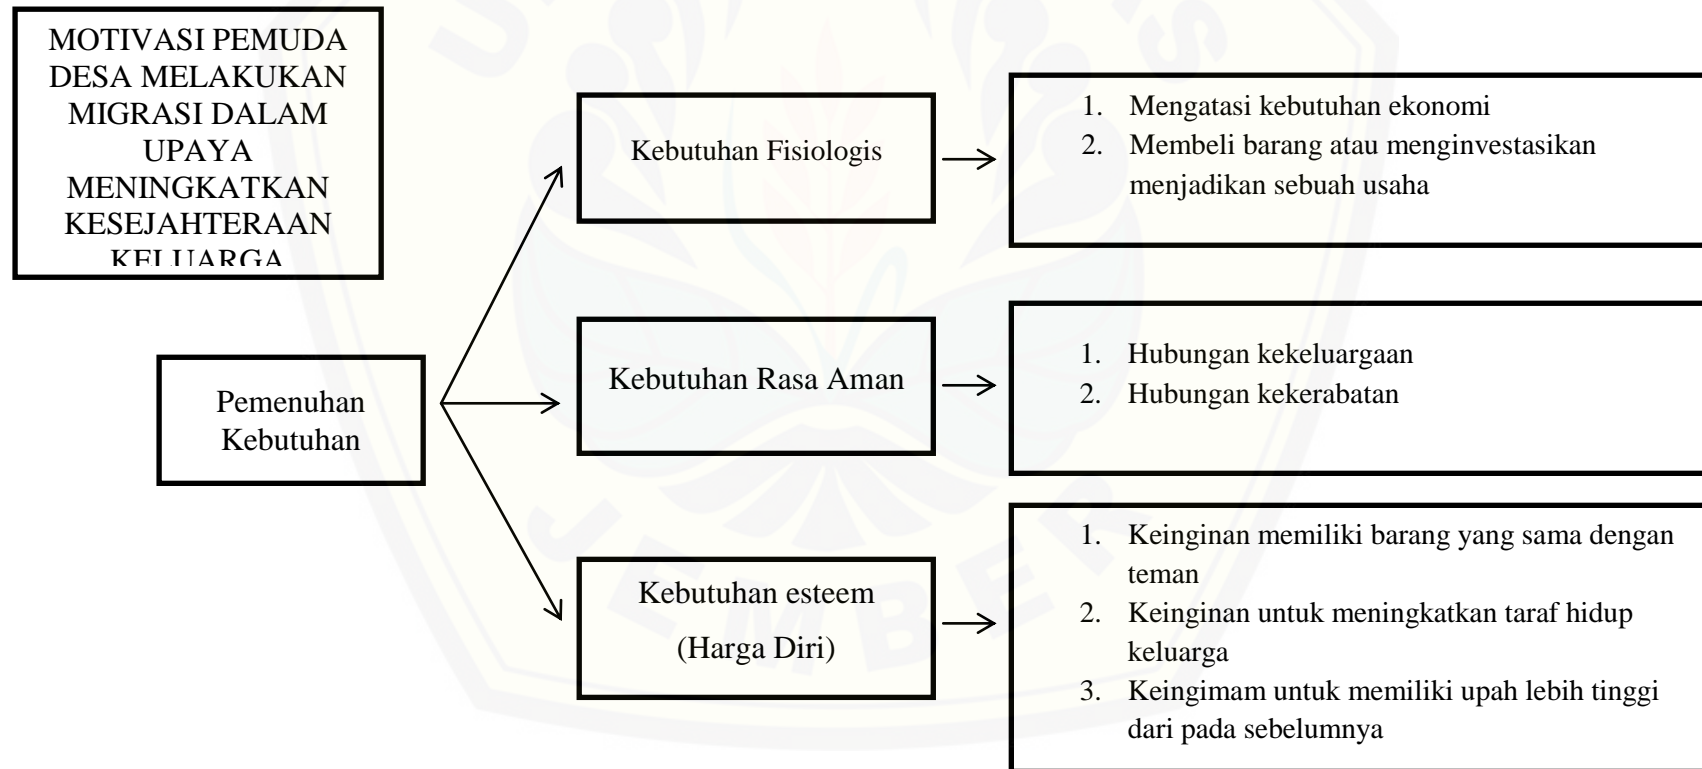 MOTIVASI PEMUDA
DESA MELAKUKAN
MIGRASI DALAM
UPAYA
MENINGKATKAN
KESEJAHTERAAN
KELUARGA
Pemenuhan
Kebutuhan
Kebutuhan Fisiologis
1. Mengatasi kebutuhan ekonomi
2. Membeli barang atau menginvestasikan
menjadikan sebuah usaha
Kebutuhan Rasa Aman
1. Hubungan kekeluargaan
2. Hubungan kekerabatan
Kebutuhan esteem
(Harga Diri)
1. Keinginan memiliki barang yang sama dengan
teman
2. Keinginan untuk meningkatkan taraf hidup
keluarga
3. Keingimam untuk memiliki upah lebih tinggi
dari pada sebelumnya
JEMBER